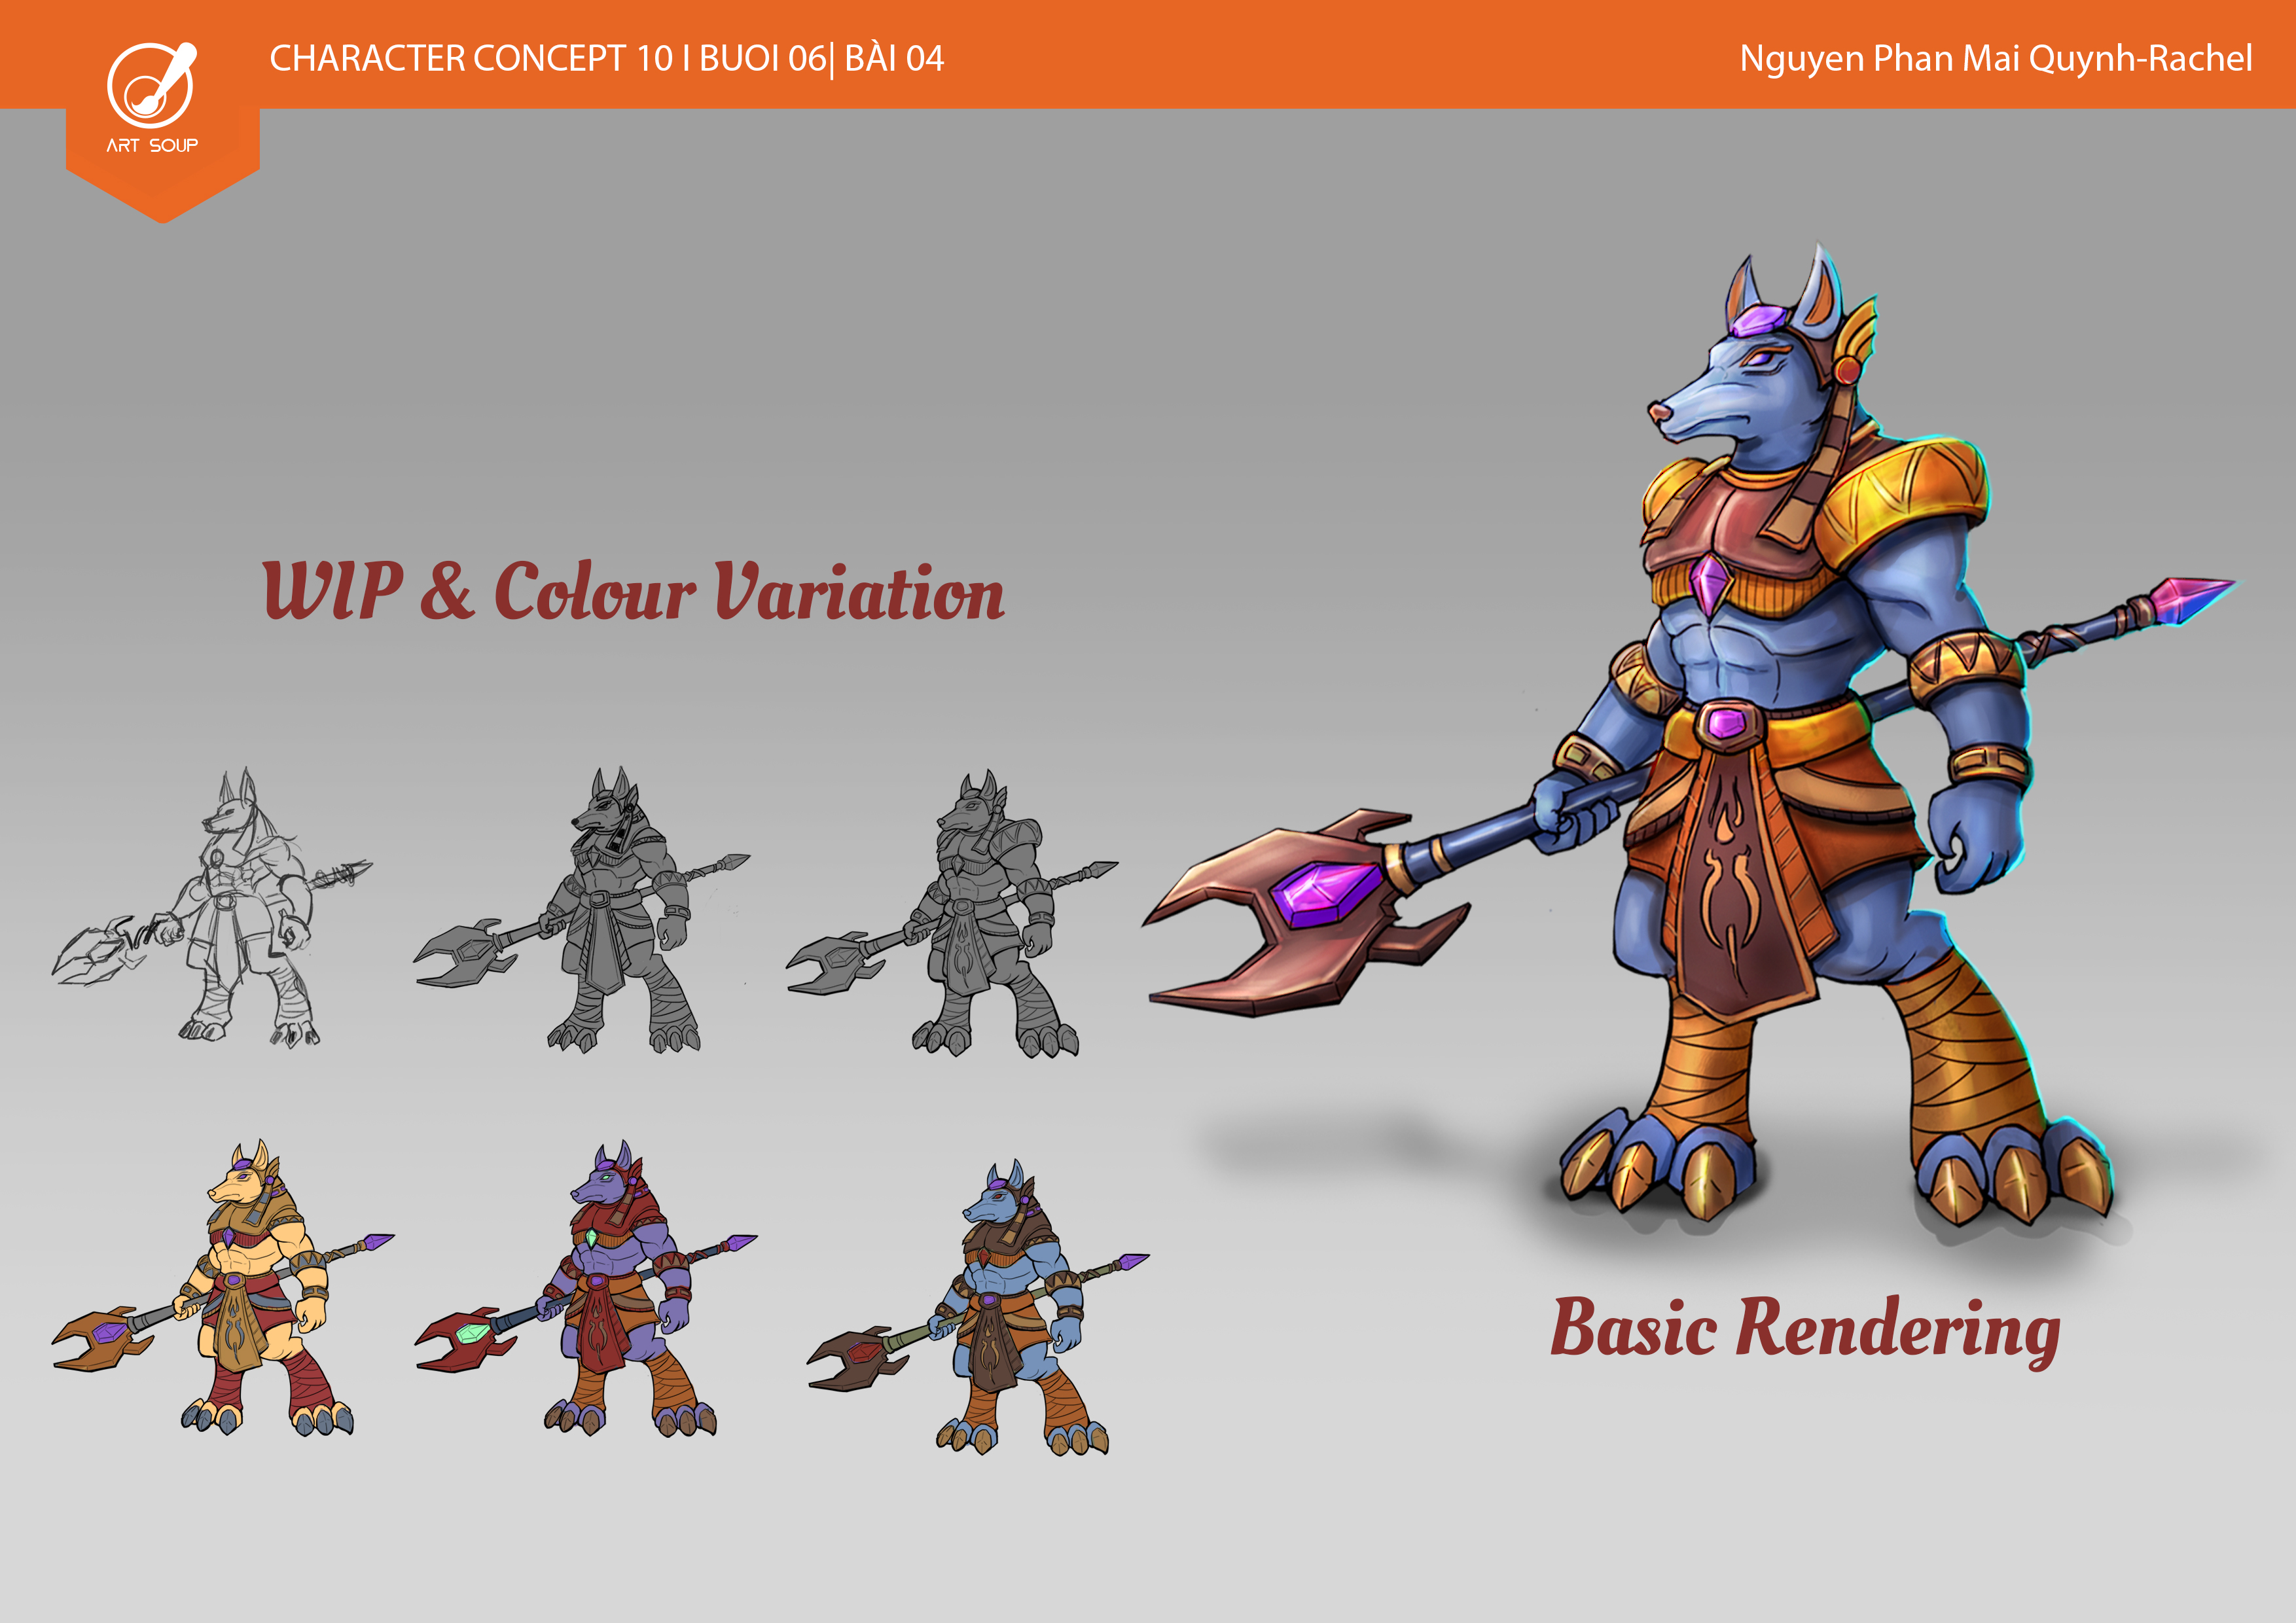 CHARACTER CONCEPT 10 I BUOI 06| BÀI 04
Nguyen Phan Mai Quynh-Rachel
ART SOUP
WIP & Colour Variation
Basic Rendering